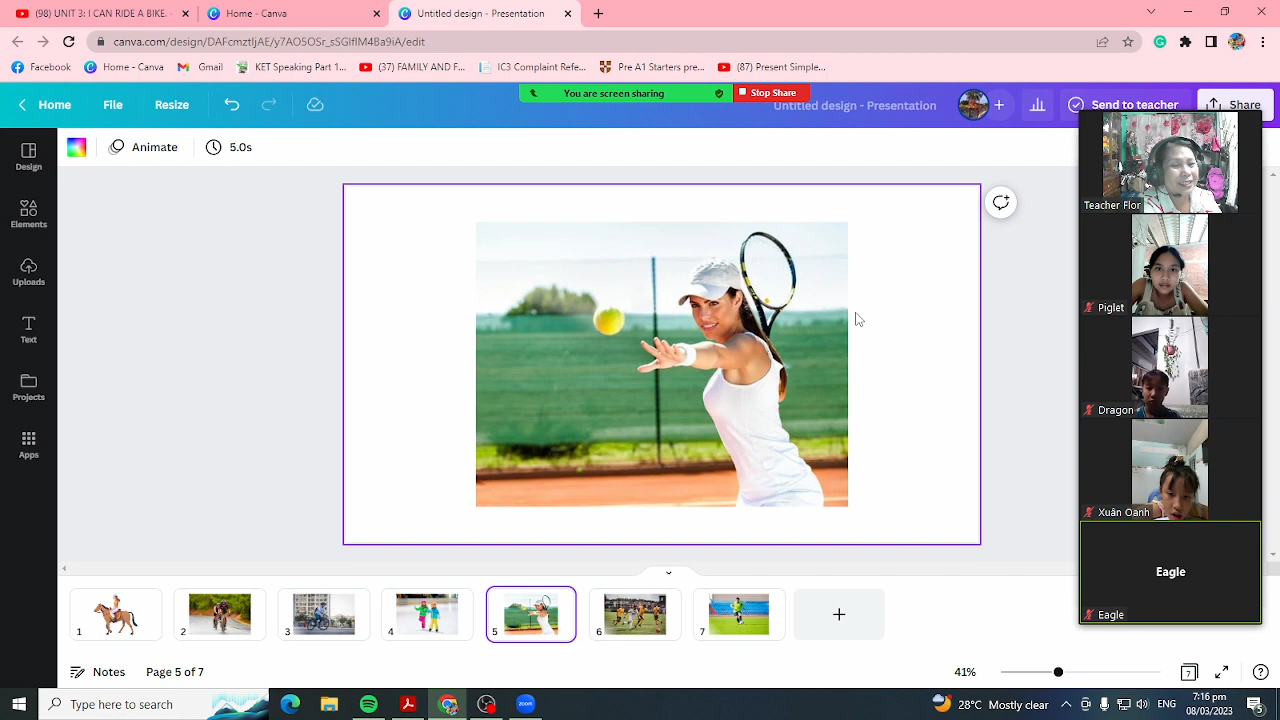 (98) UNIT 3: I CAN RIDE A BIKE -
Home - Canva
Untitled design - Presentation
canva.com/design/DAFcmztJjAE/y7AO5OSr_sSGIfIM4Ba9iA/edit
Facebook
Home - Canva
Gmail
KET Speaking Part 1...
(37) FAMILY AND F...
IC3 Complaint Refe...
Pre A1 Starters pre...
(87) Present Simple...
Home
File
Resize
You are screen sharing
Stop Share
Untitled design - Presentation
Send to teacher
Share
Animate
5.0s
Design
Elements
Uploads
Text
Projects
Apps
Teacher Flor
Piglet
Dragon
Xuân Oanh
Eagle
Eagle
1
2
3
4
5
6
7
Notes
Page 5 of 7
41%
7
Type here to search
zoom
28°C Mostly clear
ENG
7:16 pm
08/03/2023